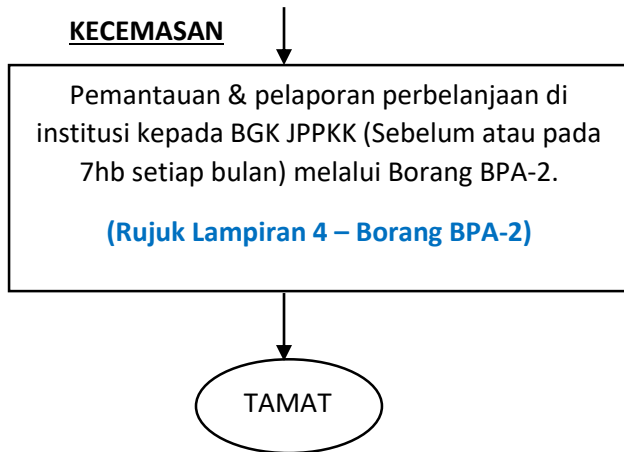 KECEMASAN
Pemantauan & pelaporan perbelanjaan di
institusi kepada BGK JPPKK (Sebelum atau pada
7hb setiap bulan) melalui Borang BPA-2.
(Rujuk Lampiran 4 – Borang BPA-2)
TAMAT